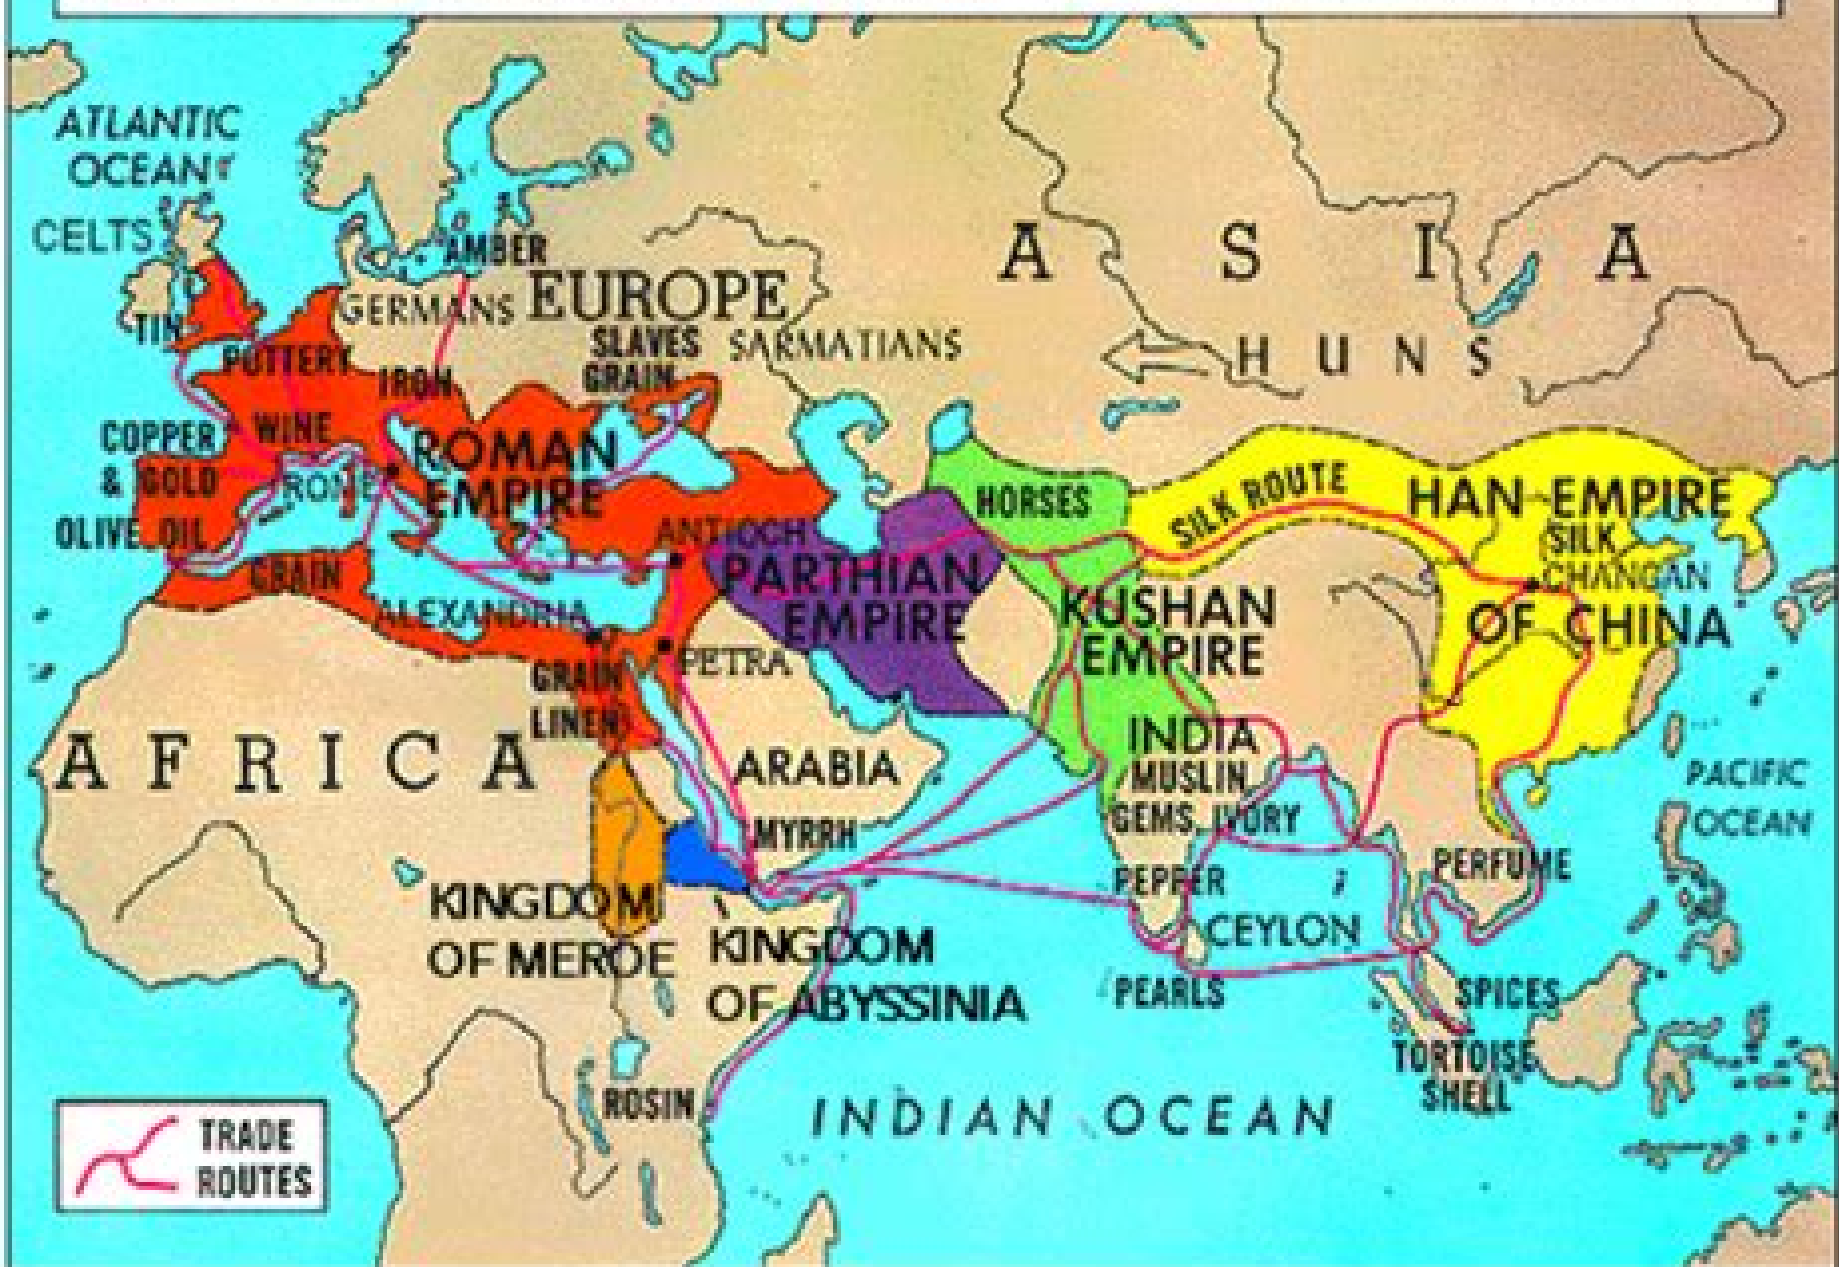 ATLANTIC
OCEAN
CELTS
AMBER
EUROPE
GERMANS
A S I A
TIN
POTTERY
SLAVES
GRAIN
SARMATIANS
HUNS
IRON
COPPER
& GOLD
WINE
ROMAN
EMPIRE
ROME
OLIVE OIL
GRAIN
ANTIOCH
HORSES
SILK ROUTE
HAN EMPIRE
OF CHINA
SILK
CHANGAN
PARTHIAN
EMPIRE
KUSHAN
EMPIRE
ALEXANDRIA
PETRA
GRAIN
LINEN
AFRICA
ARABIA
MYRRH
INDIA
MUSLIN
GEMS, IVORY
PEPPER
CEYLON
PEARLS
PACIFIC
OCEAN
PERFUME
SPICES
TORTOISE
SHELL
KINGDOM
OF MEROE
KINGDOM
OF ABYSSINIA
ROSIN
INDIAN OCEAN
TRADE
ROUTES